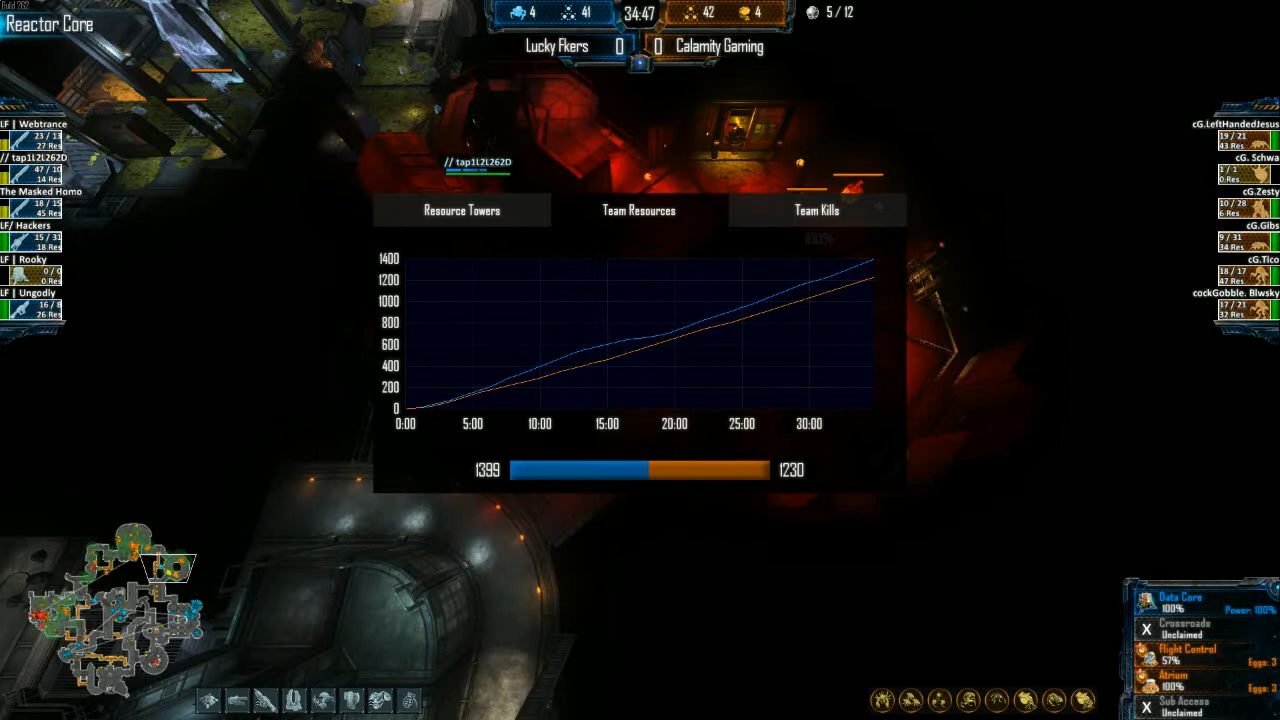 Build 262
Reactor Core
4 41 34:47 42 4 5 / 12
Lucky Fkers 0 0 Calamity Gaming
LF | Webtrance
23 / 13
27 Res
// tap1L2L262D
47 / 10
14 Res
The Masked Homo
18 / 15
45 Res
LF/ Hackers
15 / 31
18 Res
LF | Rooky
0 / 0
0 Res
LF | Ungodly
16 / 8
26 Res
// tap1L2L262D
cG.LeftHandedJesus
19 / 21
43 Res
cG. Schwa
1 / 1
0 Res
cG.Zesty
10 / 28
6 Res
cG.Gibs
9 / 31
34 Res
cG.Tico
18 / 17
47 Res
cockGobble. Blwsky
17 / 21
32 Res
Resource Towers Team Resources Team Kills
1400
1200
1000
800
600
400
200
0
0:00 5:00 10:00 15:00 20:00 25:00 30:00
1399 1230
Data Core
100% Power: 100%
X Crossroads
Unclaimed
Flight Control
57% Eggs: 3
Atrium
100% Eggs: 3
X Sub Access
Unclaimed